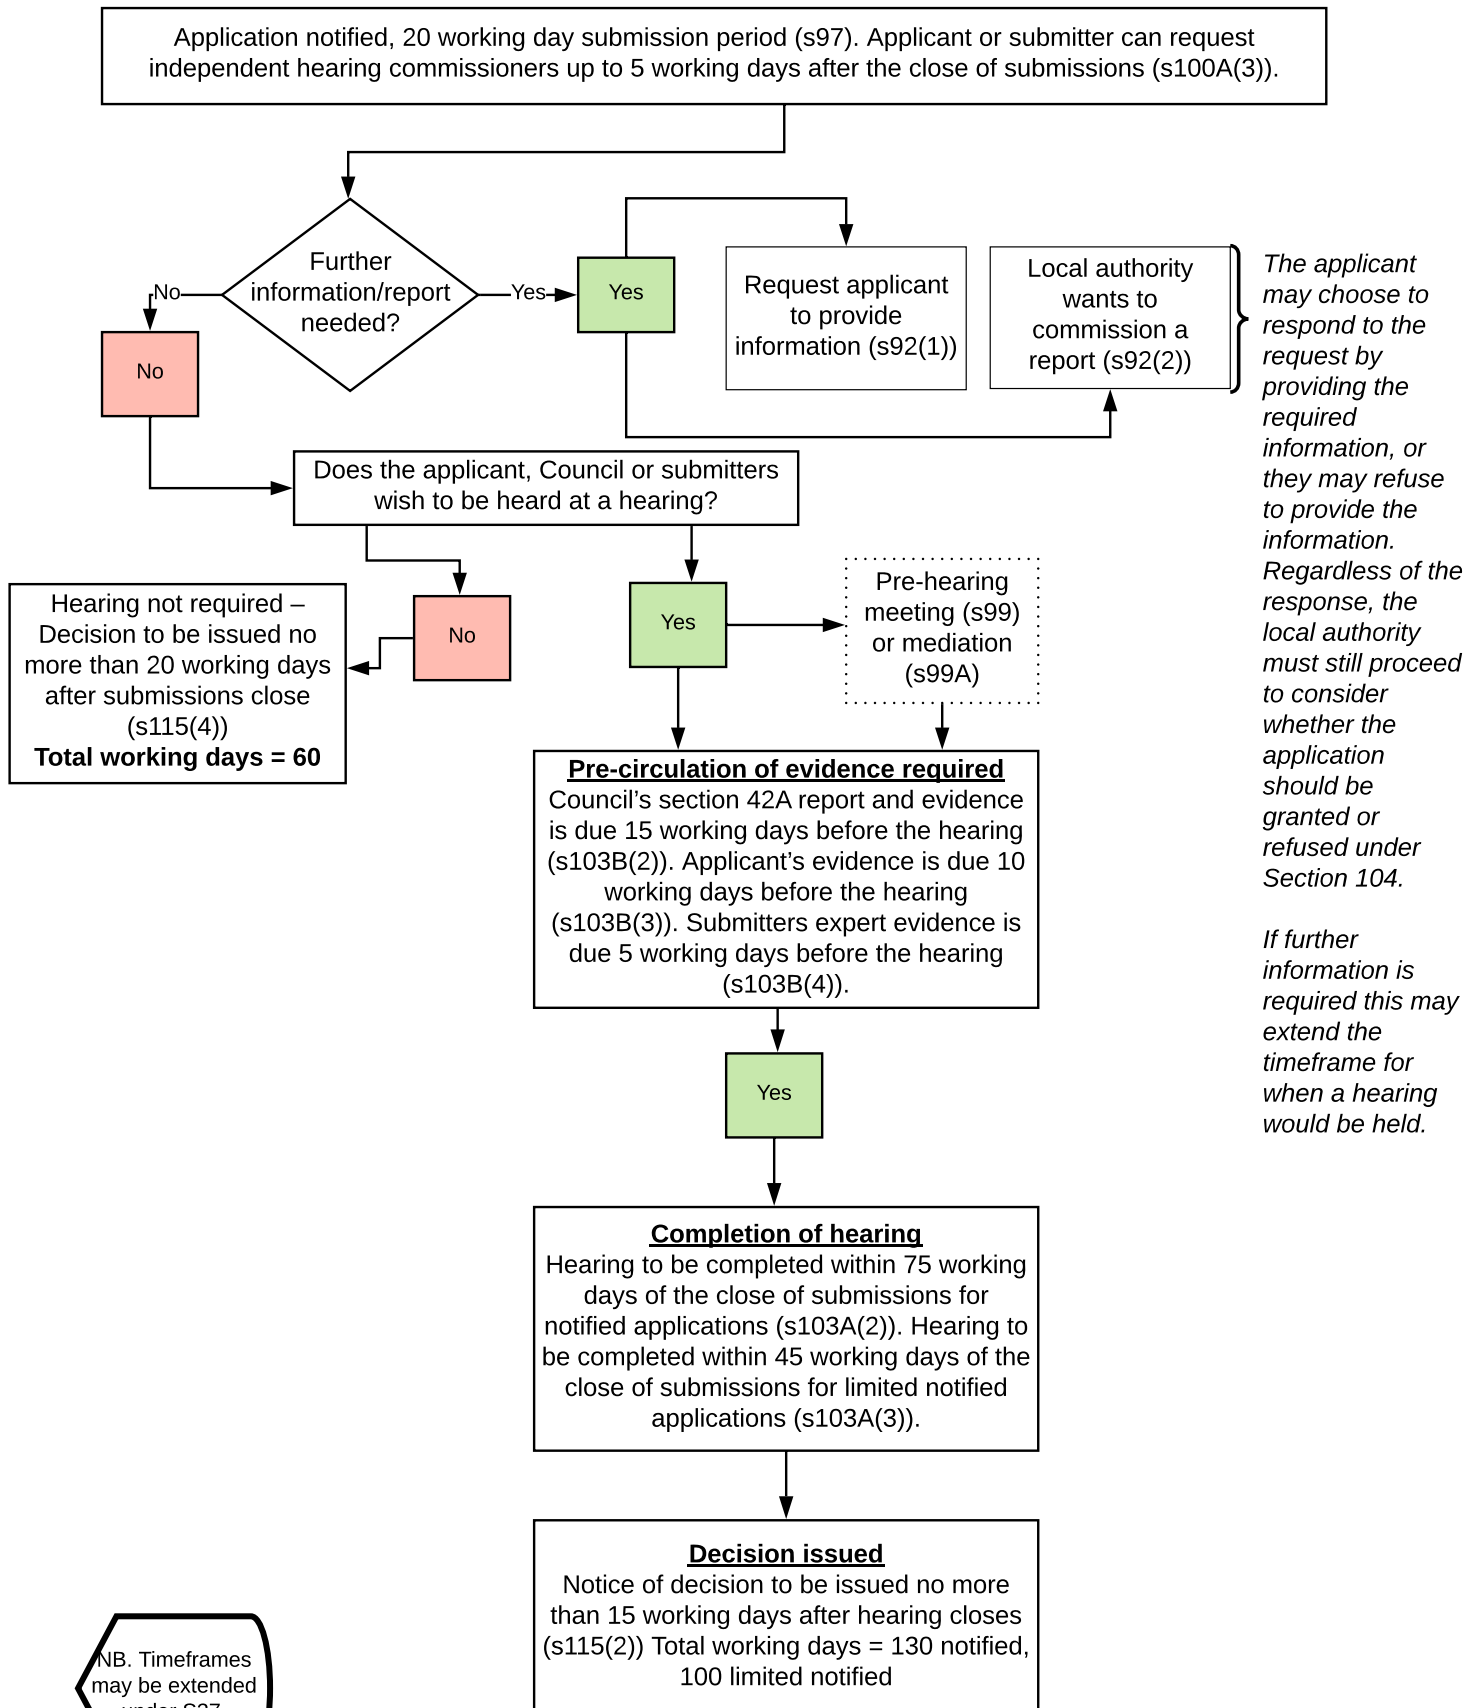 Application notified, 20 working day submission period (s97). Applicant or submitter can request
independent hearing commissioners up to 5 working days after the close of submissions (s100A(3)).
Further
information/report
needed?
No
Yes
Yes
No
Request applicant
to provide
information (s92(1))
Local authority
wants to
commission a
report (s92(2))
The applicant
may choose to
respond to the
request by
providing the
required
information, or
they may refuse
to provide the
information.
Regardless of the
response, the
local authority
must still proceed
to consider
whether the
application
should be
granted or
refused under
Section 104.
If further
information is
required this may
extend the
timeframe for
when a hearing
would be held.
Does the applicant, Council or submitters
wish to be heard at a hearing?
No
Yes
Hearing not required –
Decision to be issued no
more than 20 working days
after submissions close
(s115(4))
Total working days = 60
Pre-hearing
meeting (s99)
or mediation
(s99A)
Pre-circulation of evidence required
Council’s section 42A report and evidence
is due 15 working days before the hearing
(s103B(2)). Applicant’s evidence is due 10
working days before the hearing
(s103B(3)). Submitters expert evidence is
due 5 working days before the hearing
(s103B(4)).
Yes
Completion of hearing
Hearing to be completed within 75 working
days of the close of submissions for
notified applications (s103A(2)). Hearing to
be completed within 45 working days of the
close of submissions for limited notified
applications (s103A(3)).
Decision issued
Notice of decision to be issued no more
than 15 working days after hearing closes
(s115(2)) Total working days = 130 notified,
100 limited notified
NB. Timeframes
may be extended
under S37